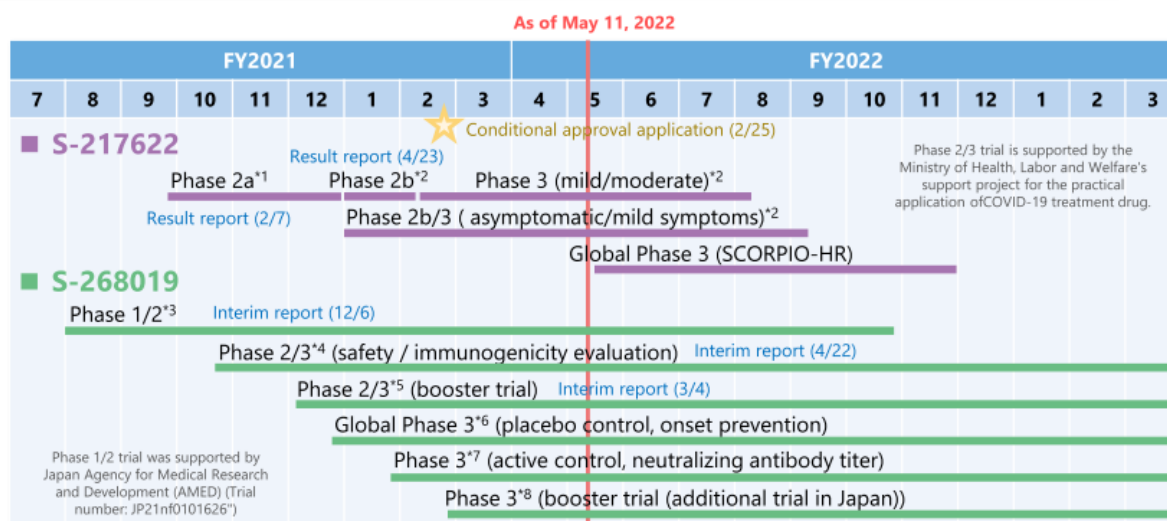 As of May 11, 2022
FY2021 FY2022
7 8 9 10 11 12 1 2 3 4 5 6 7 8 9 10 11 12 1 2 3
Conditional approval application (2/25)
■ S-217622
Result report (4/23)
Phase 2a*1 Phase 2b*2 Phase 3 (mild/moderate)*2
Result report (2/7)
Phase 2b/3 ( asymptomatic/mild symptoms)*2
Global Phase 3 (SCORPIO-HR)
Phase 2/3 trial is supported by the
Ministry of Health, Labor and Welfare's
support project for the practical
application ofCOVID-19 treatment drug.
■ S-268019
Phase 1/2*3 Interim report (12/6)
Phase 2/3*4 (safety / immunogenicity evaluation) Interim report (4/22)
Phase 2/3*5 (booster trial) Interim report (3/4)
Global Phase 3*6 (placebo control, onset prevention)
Phase 3*7 (active control, neutralizing antibody titer)
Phase 3*8 (booster trial (additional trial in Japan))
Phase 1/2 trial was supported by
Japan Agency for Medical Research
and Development (AMED) (Trial
number: JP21nf0101626")